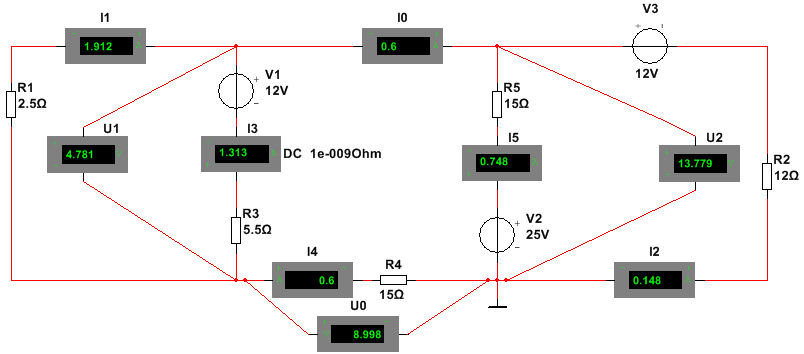 V3
I1
I0
1.912
0.6
12V
V1
12V
R1
2.5Ω
R5
15Ω
U1
I3
I5
U2
4.781
1.313
DC 1e-009Ohm
0.748
13.779
R2
12Ω
R3
5.5Ω
V2
25V
I4
R4
I2
0.6
15Ω
0.148
U0
8.998